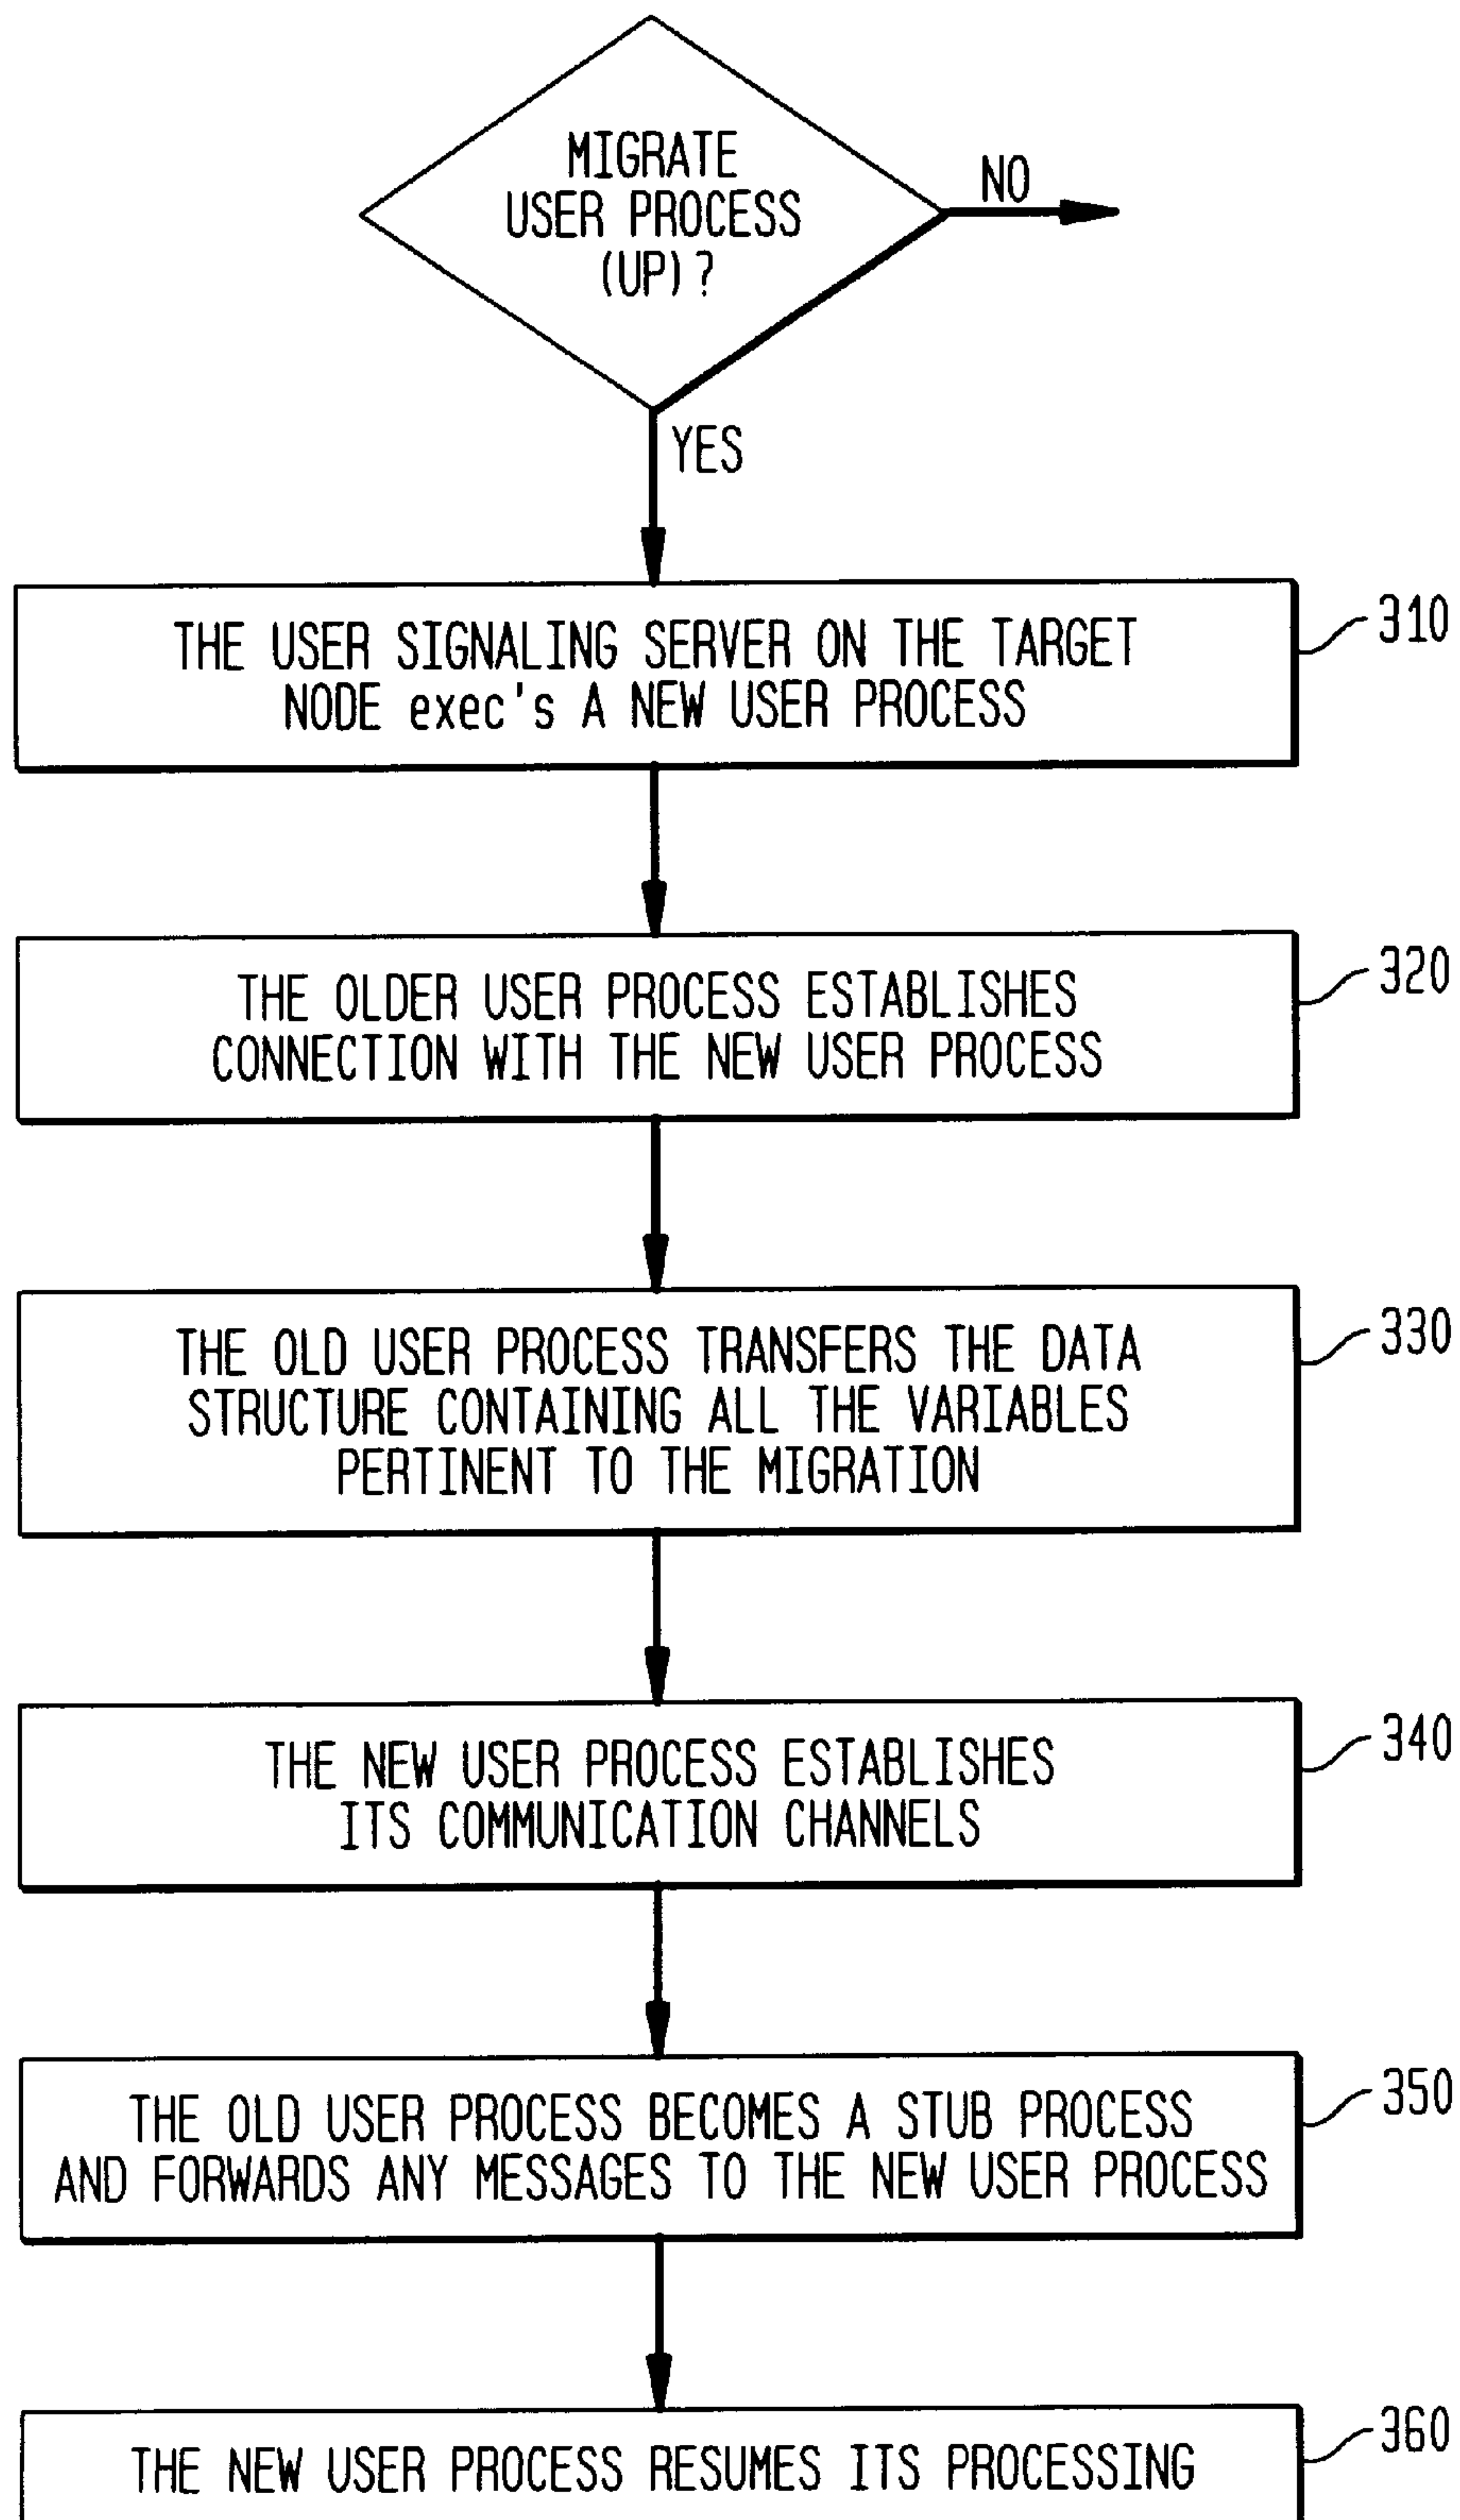 MIGRATE
USER PROCESS
(UP)?
NO
YES
THE USER SIGNALING SERVER ON THE TARGET
NODE exec's A NEW USER PROCESS
310
THE OLDER USER PROCESS ESTABLISHES
CONNECTION WITH THE NEW USER PROCESS
320
THE OLD USER PROCESS TRANSFERS THE DATA
STRUCTURE CONTAINING ALL THE VARIABLES
PERTINENT TO THE MIGRATION
330
THE NEW USER PROCESS ESTABLISHES
ITS COMMUNICATION CHANNELS
340
THE OLD USER PROCESS BECOMES A STUB PROCESS
AND FORWARDS ANY MESSAGES TO THE NEW USER PROCESS
350
THE NEW USER PROCESS RESUMES ITS PROCESSING
360